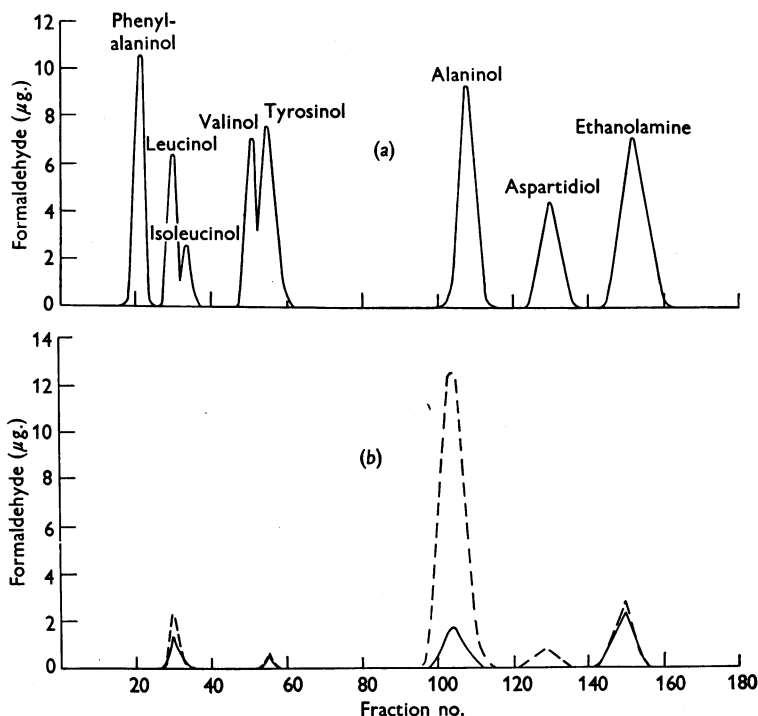 12
10
8
6
4
2
0
Formaldehyde (µg.)
Phenyl-
alaninol
Leucinol
Isoleucinol
Valinol
Tyrosinol
(a)
Alaninol
Aspartidiol
Ethanolamine
14
12
10
8
6
4
2
0
Formaldehyde (µg.)
(b)
20 40 60 80 100 120 140 160 180
Fraction no.